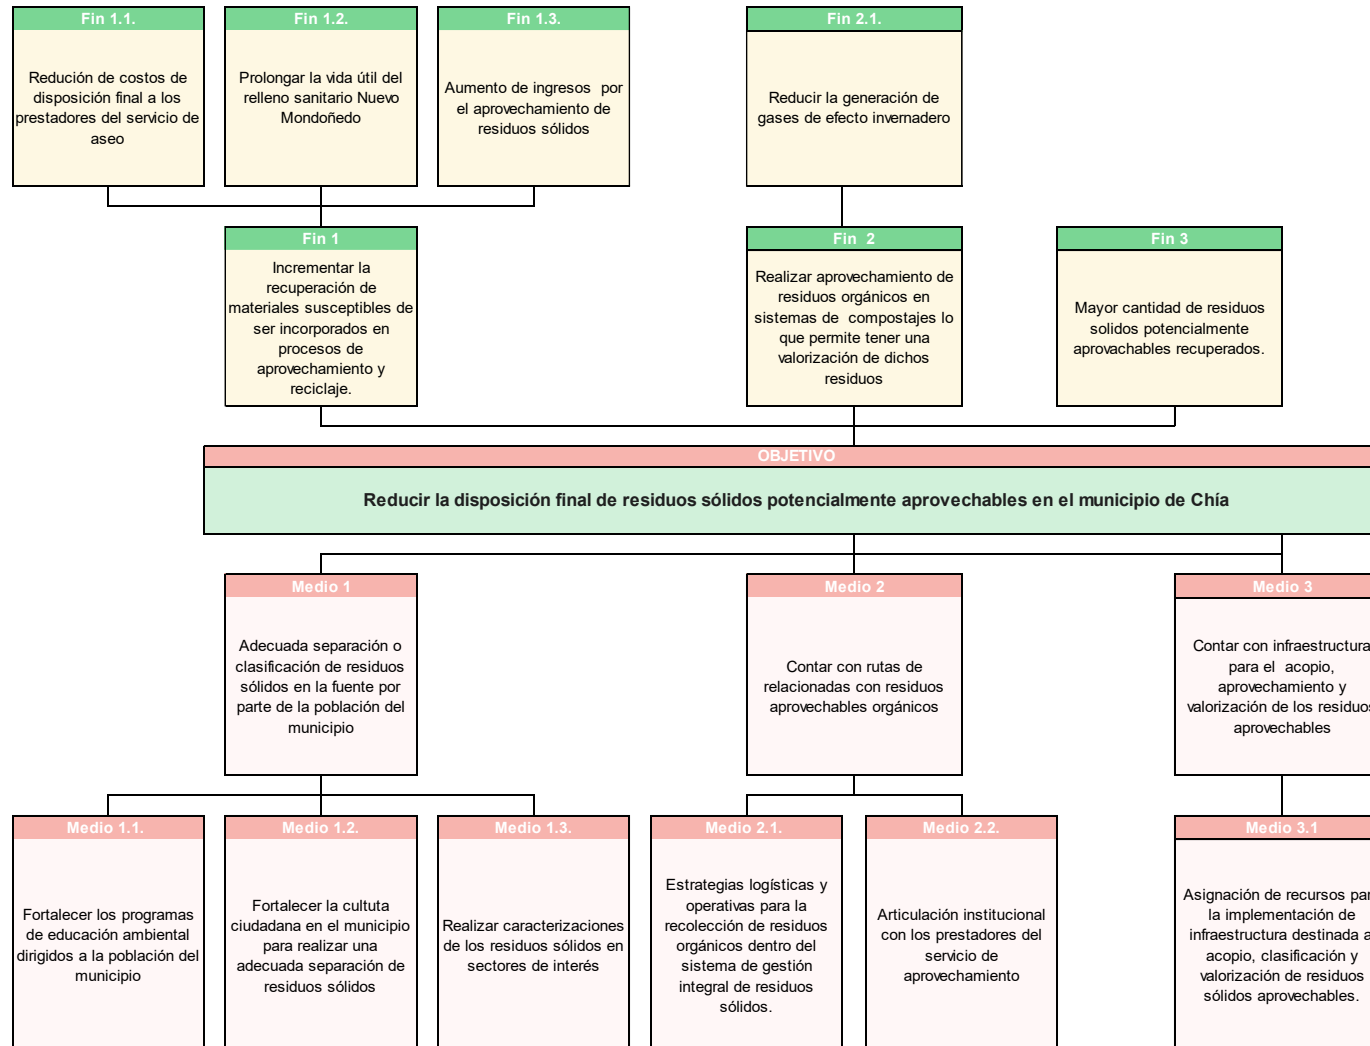 Fin 1.1.
Redución de costos de
disposición final a los
prestadores del servicio de
aseo
Fin 1.2.
Prolongar la vida útil del
relleno sanitario Nuevo
Mondoñedo
Fin 1.3.
Aumento de ingresos por
el aprovechamiento de
residuos sólidos
Fin 2.1.
Reducir la generación de
gases de efecto invernadero
Fin 1
Incrementar la
recuperación de
materiales susceptibles de
ser incorporados en
procesos de
aprovechamiento y
reciclaje.
Fin 2
Realizar aprovechamiento de
residuos orgánicos en
sistemas de compostajes lo
que permite tener una
valorización de dichos
residuos
Fin 3
Mayor cantidad de residuos
solidos potencialmente
aprovachables recuperados.
OBJETIVO
Reducir la disposición final de residuos sólidos potencialmente aprovechables en el municipio de Chía
Medio 1
Adecuada separación o
clasificación de residuos
sólidos en la fuente por
parte de la población del
municipio
Medio 2
Contar con rutas de
relacionadas con residuos
aprovechables orgánicos
Medio 3
Contar con infraestructura
para el acopio,
aprovechamiento y
valorización de los residuos
aprovechables
Medio 1.1.
Fortalecer los programas
de educación ambiental
dirigidos a la población del
municipio
Medio 1.2.
Fortalecer la cultuta
ciudadana en el municipio
para realizar una
adecuada separación de
residuos sólidos
Medio 1.3.
Realizar caracterizaciones
de los residuos sólidos en
sectores de interés
Medio 2.1.
Estrategias logísticas y
operativas para la
recolección de residuos
orgánicos dentro del
sistema de gestión
integral de residuos
sólidos.
Medio 2.2.
Articulación institucional
con los prestadores del
servicio de
aprovechamiento
Medio 3.1
Asignación de recursos para
la implementación de
infraestructura destinada a
acopio, clasificación y
valorización de residuos
sólidos aprovechables.